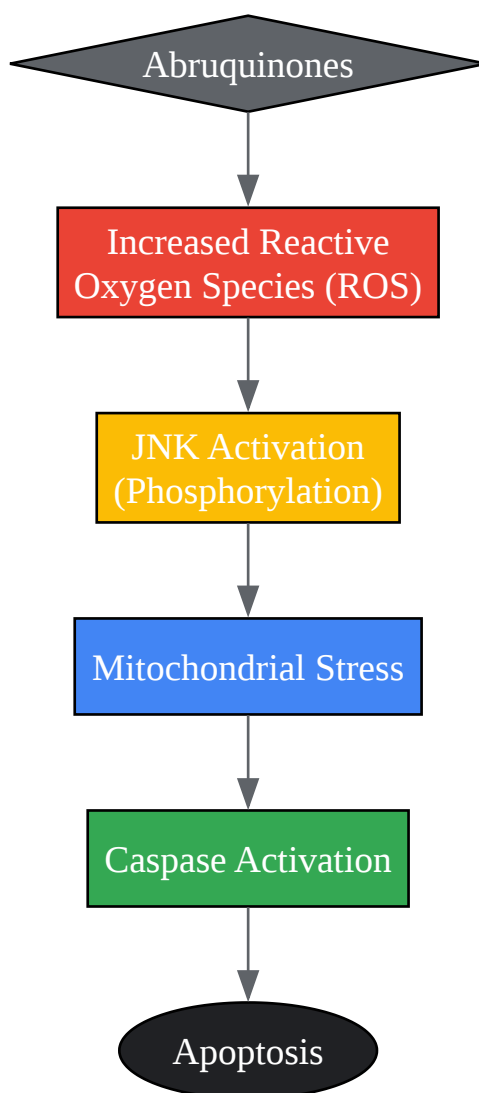 Abruquinones
Increased Reactive
Oxygen Species (ROS)
JNK Activation
(Phosphorylation)
Mitochondrial Stress
Caspase Activation
Apoptosis